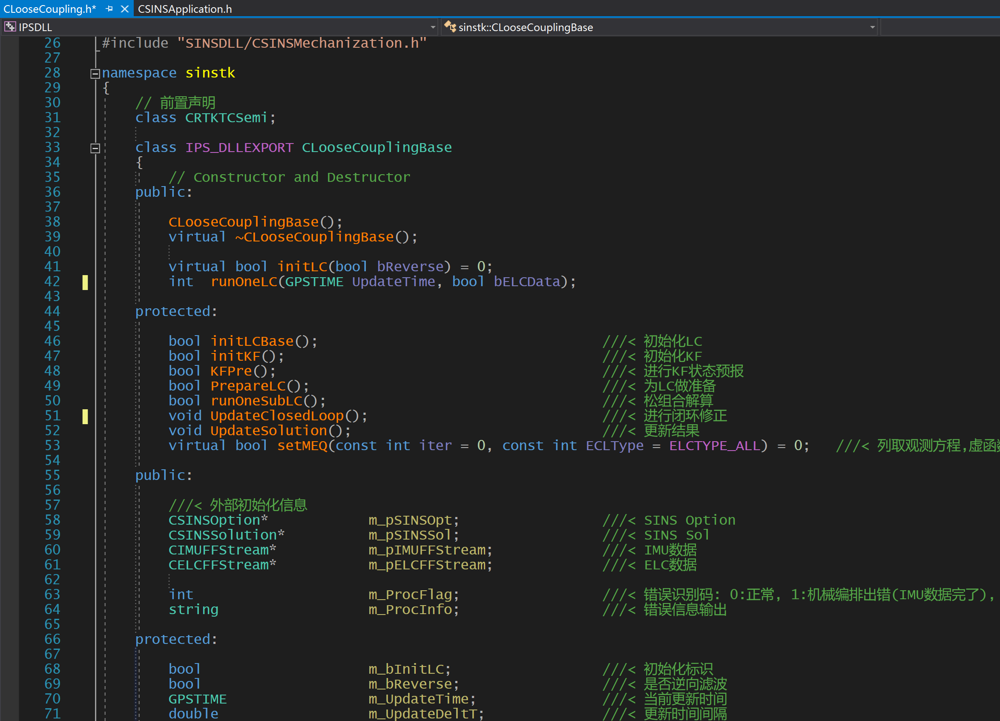 CLooseCoupling.h* CSINSApplication.h
IPSDLL sinstk::CLooseCouplingBase
26 #include "SINSDLL/CSINSMechanization.h"
27
28 namespace sinstk
29 {
30 // 前置声明
31 class CRTKTCSemi;
32
33 class IPS_DLLEXPORT CLooseCouplingBase
34 {
35 // Constructor and Destructor
36 public:
37
38 CLooseCouplingBase();
39 virtual ~CLooseCouplingBase();
40
41 virtual bool initLC(bool bReverse) = 0;
42 int runOneLC(GPSTIME UpdateTime, bool bELCData);
43
44 protected:
45
46 bool initLCBase(); ///< 初始化LC
47 bool initKF(); ///< 初始化KF
48 bool KFPre(); ///< 进行KF状态预报
49 bool PrepareLC(); ///< 为LC做准备
50 bool runOneSubLC(); ///< 松组合解算
51 void UpdateClosedLoop(); ///< 进行闭环修正
52 void UpdateSolution(); ///< 更新结果
53 virtual bool setMEQ(const int iter = 0, const int ECLType = ELCTYPE_ALL) = 0; ///< 列取观测方程,虚函数
54
55 public:
56
57 ///< 外部初始化信息
58 CSINSOption* m_pSINSOpt; ///< SINS Option
59 CSINSSolution* m_pSINSSol; ///< SINS Sol
60 CIMUFFStream* m_pIMUFFStream; ///< IMU数据
61 CELCFFStream* m_pELCFFStream; ///< ELC数据
62
63 int m_ProcFlag; ///< 错误识别码: 0:正常, 1:机械编排出错(IMU数据完了),
64 string m_ProcInfo; ///< 错误信息输出
65
66 protected:
67
68 bool m_bInitLC; ///< 初始化标识
69 bool m_bReverse; ///< 是否逆向滤波
70 GPSTIME m_UpdateTime; ///< 当前更新时间
71 double m_UpdateDeltT; ///< 更新时间间隔